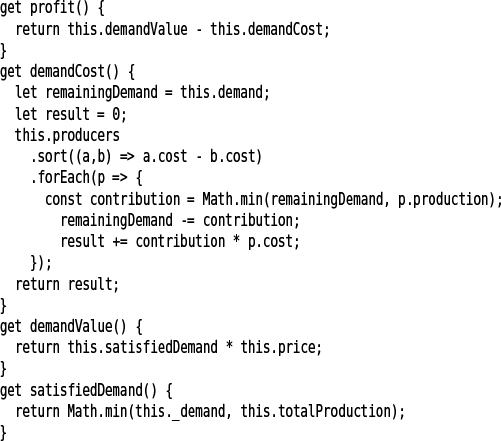 get profit() {
  return this.demandValue - this.demandCost;
}
get demandCost() {
  let remainingDemand = this.demand;
  let result = 0;
  this.producers
    .sort((a,b) => a.cost - b.cost)
    .forEach(p => {
      const contribution = Math.min(remainingDemand, p.production);
        remainingDemand -= contribution;
        result += contribution * p.cost;
    });
  return result;
}
get demandValue() {
  return this.satisfiedDemand * this.price;
}
get satisfiedDemand() {
  return Math.min(this._demand, this.totalProduction);
}